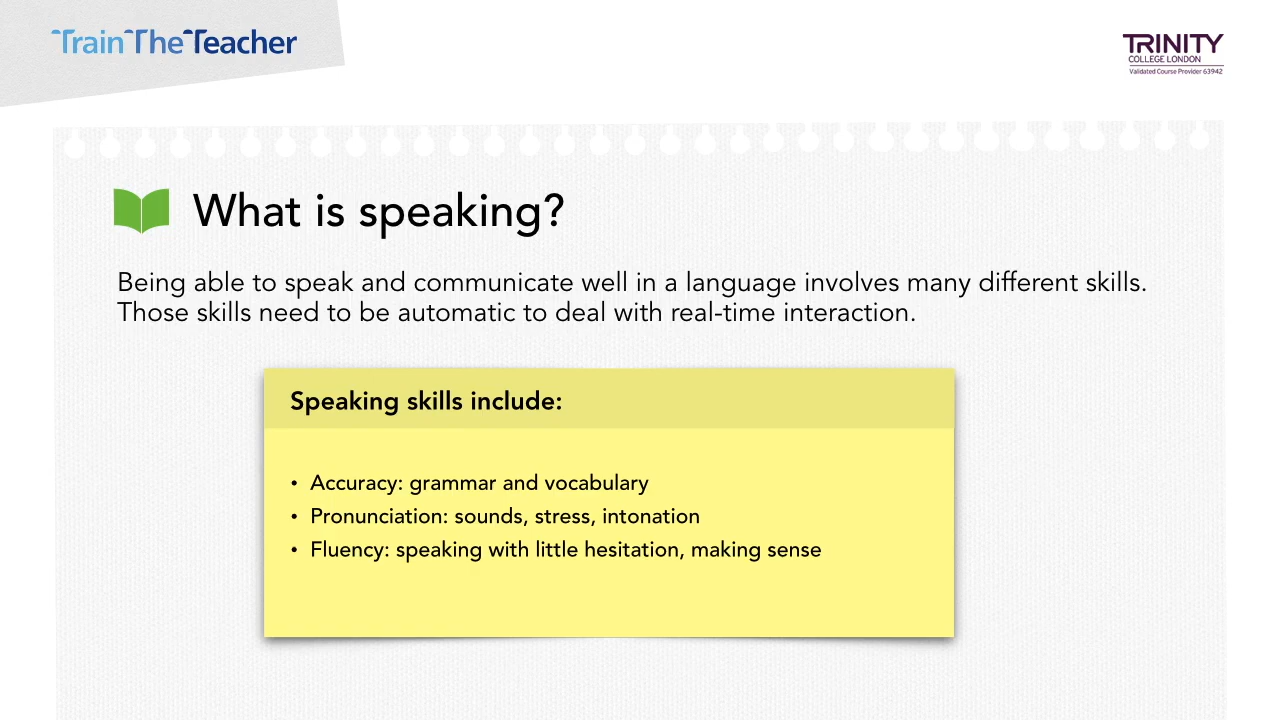 TrainTheTeacher
TRINITY
COLLEGE LONDON
Validated Course Provider 63942
What is speaking?
Being able to speak and communicate well in a language involves many different skills.
Those skills need to be automatic to deal with real-time interaction.
Speaking skills include:
• Accuracy: grammar and vocabulary
• Pronunciation: sounds, stress, intonation
• Fluency: speaking with little hesitation, making sense